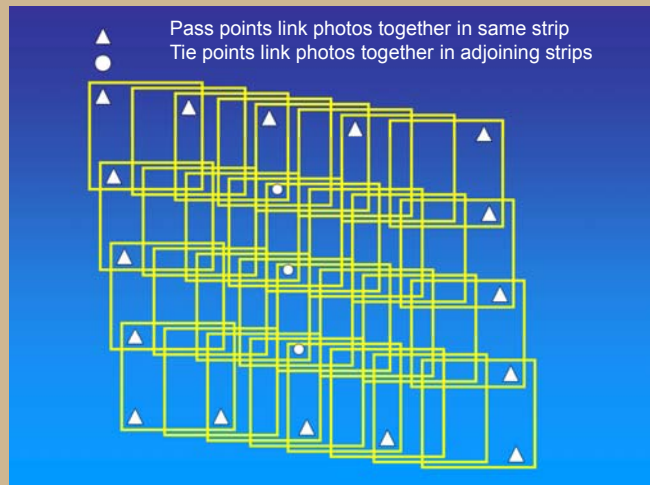 Pass points link photos together in same strip
Tie points link photos together in adjoining strips